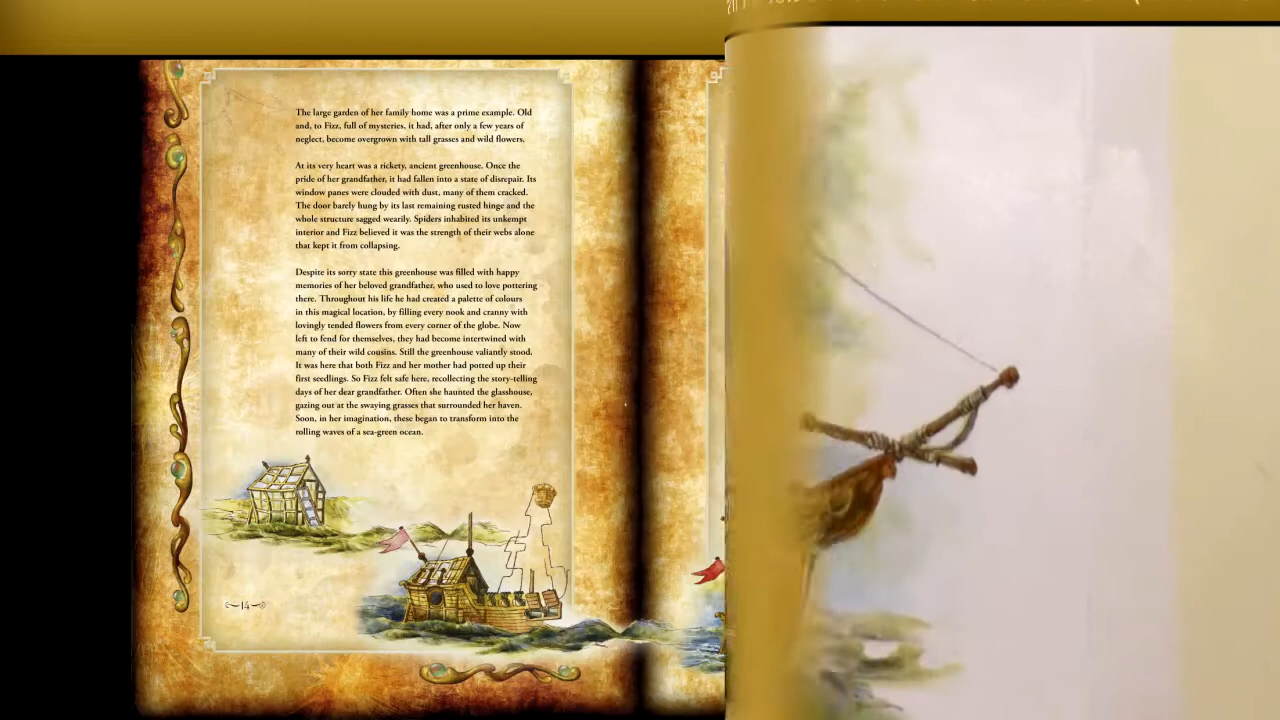 The large garden of her family home was a prime example. Old
and, to Fizz, full of mysteries, it had, after only a few years of
neglect, become overgrown with tall grasses and wild flowers.
At its very heart was a rickety, ancient greenhouse. Once the
pride of her grandfather, it had fallen into a state of disrepair. Its
window panes were clouded with dust, many of them cracked.
The door barely hung by its last remaining rusted hinge and the
whole structure sagged wearily. Spiders inhabited its unkempt
interior and Fizz believed it was the strength of their webs alone
that kept it from collapsing.
Despite its sorry state this greenhouse was filled with happy
memories of her beloved grandfather, who used to love pottering
there. Throughout his life he had created a palette of colours
in this magical location, by filling every nook and cranny with
lovingly tended flowers from every corner of the globe. Now
left to fend for themselves, they had become intertwined with
many of their wild cousins. Still the greenhouse valiantly stood.
It was here that both Fizz and her mother had potted up their
first seedlings. So Fizz felt safe here, recollecting the story-telling
days of her dear grandfather. Often she haunted the glasshouse,
gazing out at the swaying grasses that surrounded her haven.
Soon, in her imagination, these began to transform into the
rolling waves of a sea-green ocean.
14